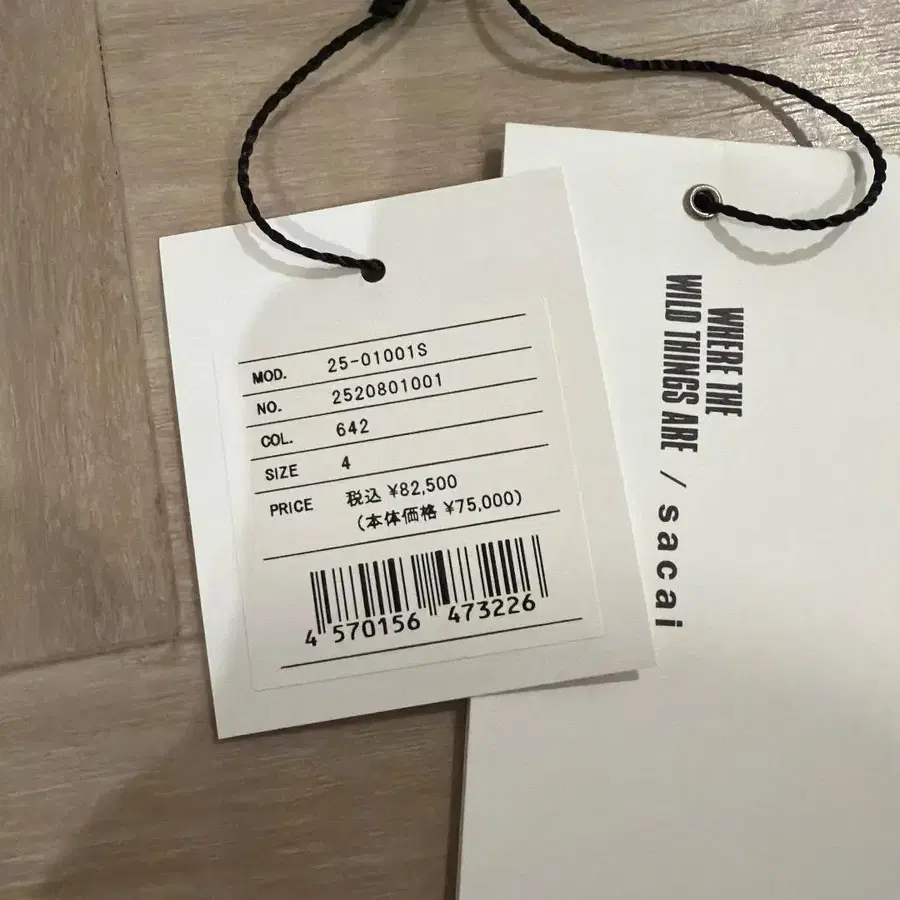 MOD. 25-01001S
NO. 2520801001
COL. 642
SIZE 4
PRICE 税込 ¥82,500
(本体価格 ¥75,000)
4 570156 473226
WHERE THE
WILD THINGS ARE / sacai